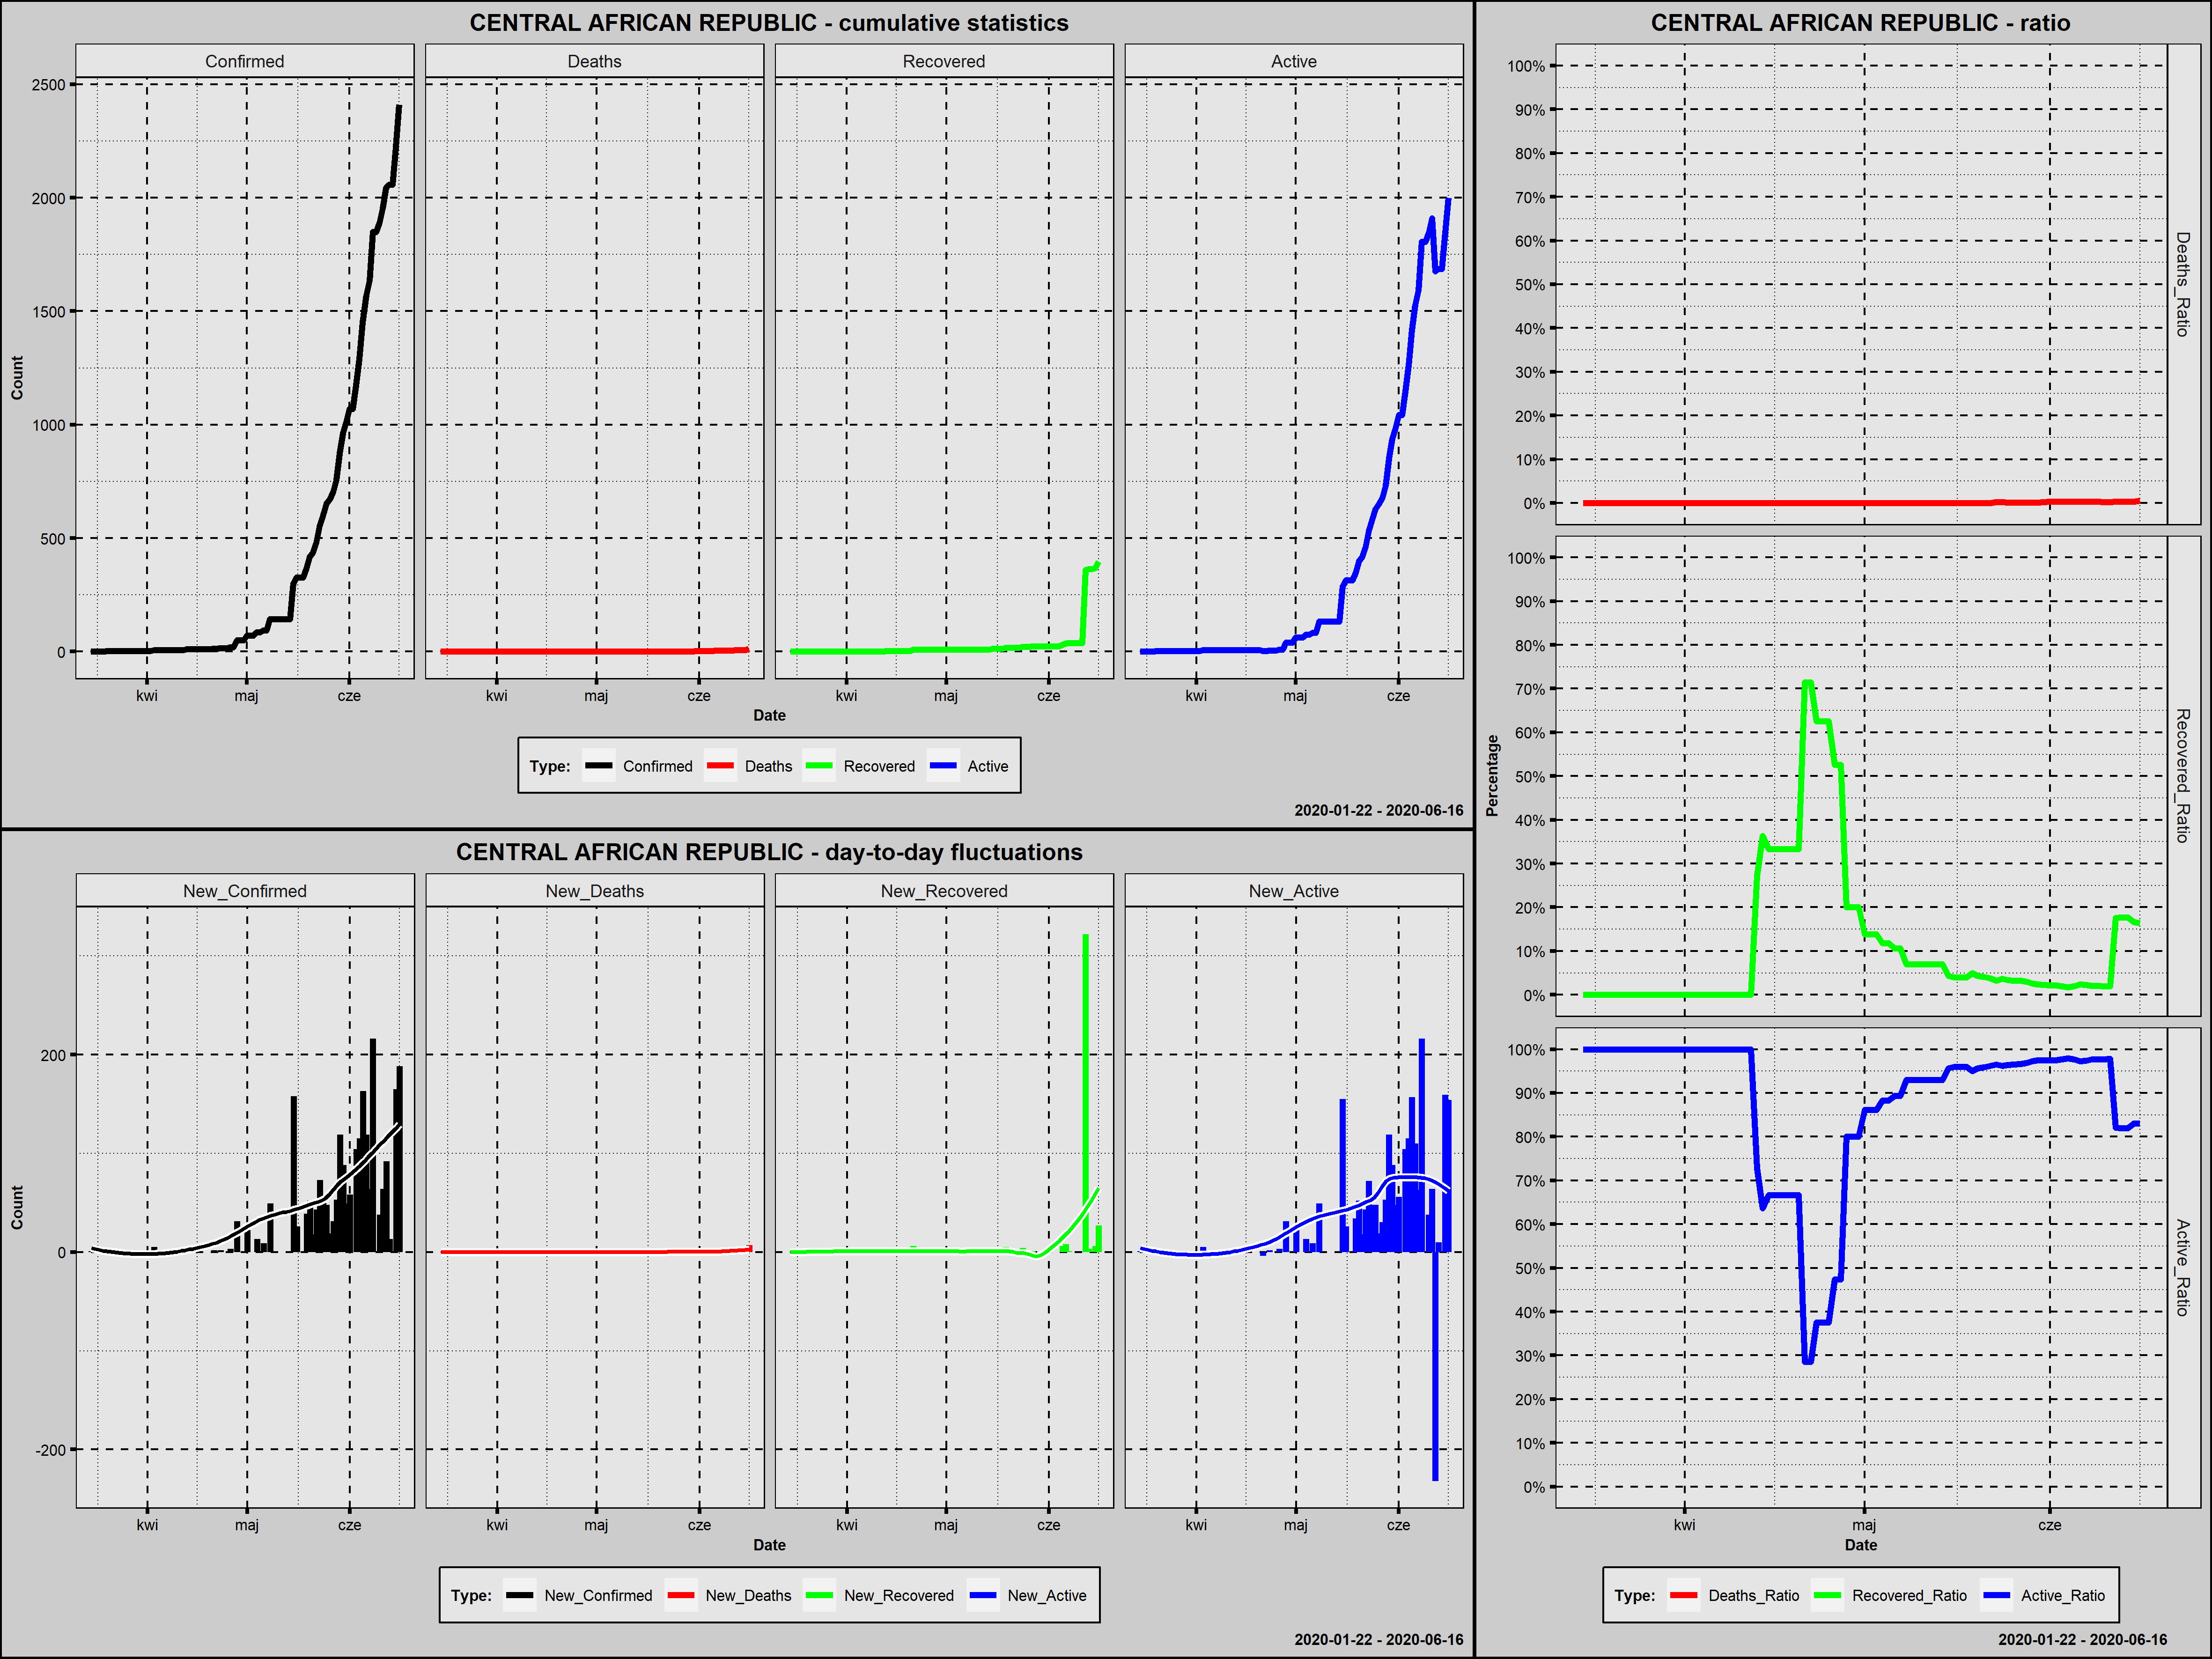 CENTRAL AFRICAN REPUBLIC - cumulative statistics
Confirmed Deaths Recovered Active
2500
2000
1500
1000
500
0
Count
kwi maj cze kwi maj cze kwi maj cze kwi maj cze
Date
Type: Confirmed Deaths Recovered Active
2020-01-22 - 2020-06-16
CENTRAL AFRICAN REPUBLIC - day-to-day fluctuations
New_Confirmed New_Deaths New_Recovered New_Active
200
0
-200
Count
kwi maj cze kwi maj cze kwi maj cze kwi maj cze
Date
Type: New_Confirmed New_Deaths New_Recovered New_Active
2020-01-22 - 2020-06-16
CENTRAL AFRICAN REPUBLIC - ratio
100%
90%
80%
70%
60%
50%
40%
30%
20%
10%
0%
Deaths_Ratio
100%
90%
80%
70%
60%
50%
40%
30%
20%
10%
0%
Recovered_Ratio
Percentage
100%
90%
80%
70%
60%
50%
40%
30%
20%
10%
0%
Active_Ratio
kwi maj cze
Date
Type: Deaths_Ratio Recovered_Ratio Active_Ratio
2020-01-22 - 2020-06-16